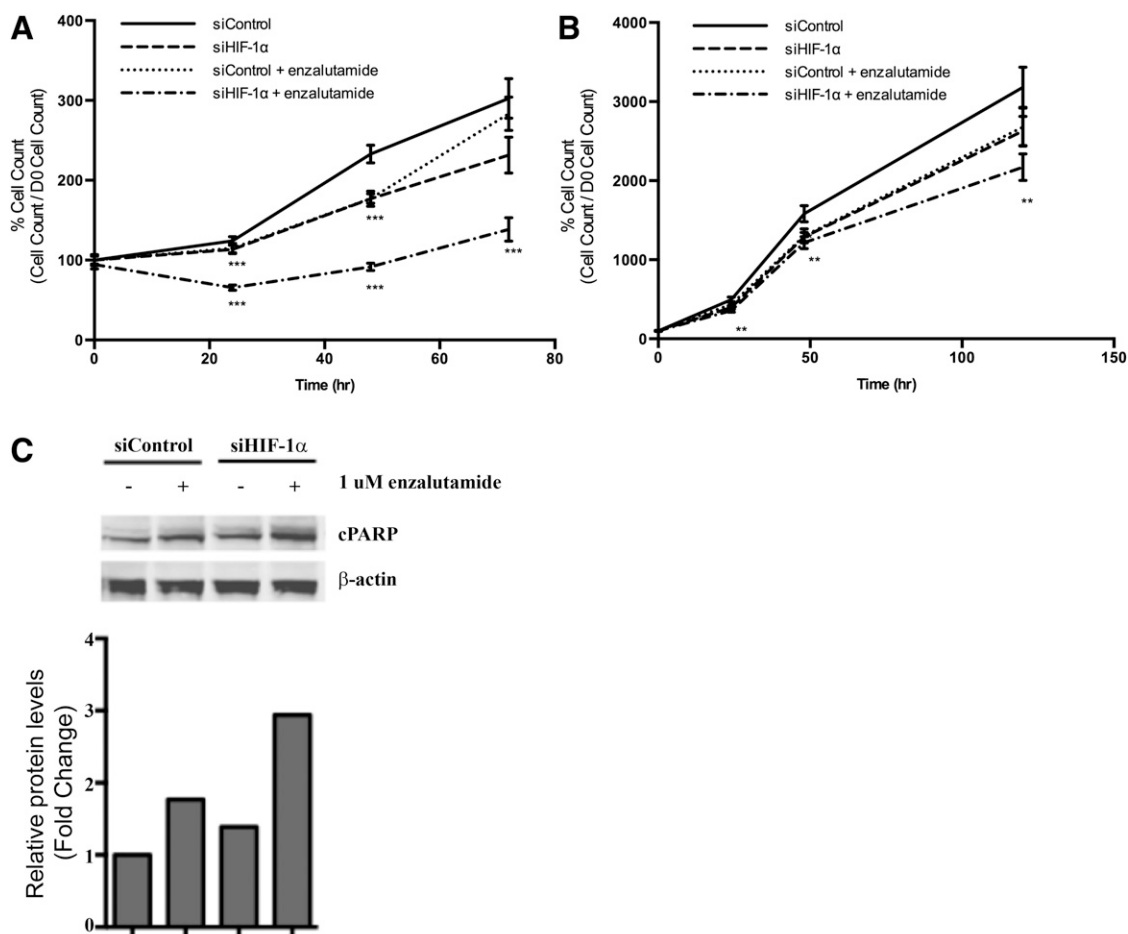 A
400
300
200
100
0
% Cell Count
(Cell Count / D0 Cell Count)
siControl
siHIF-1α
siControl + enzalutamide
siHIF-1α + enzalutamide
***
***
***
***
***
0
20
40
60
80
Time (hr)
B
4000
3000
2000
1000
0
% Cell Count
(Cell Count / D0 Cell Count)
siControl
siHIF-1α
siControl + enzalutamide
siHIF-1α + enzalutamide
**
**
**
0
50
100
150
Time (hr)
C
siControl siHIF-1α
- + - + 1 uM enzalutamide
cPARP
β-actin
4
3
2
1
0
Relative protein levels
(Fold Change)